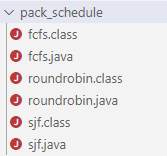 pack_schedule
fcfs.class
fcfs.java
roundrobin.class
roundrobin.java
sjf.class
sjf.java